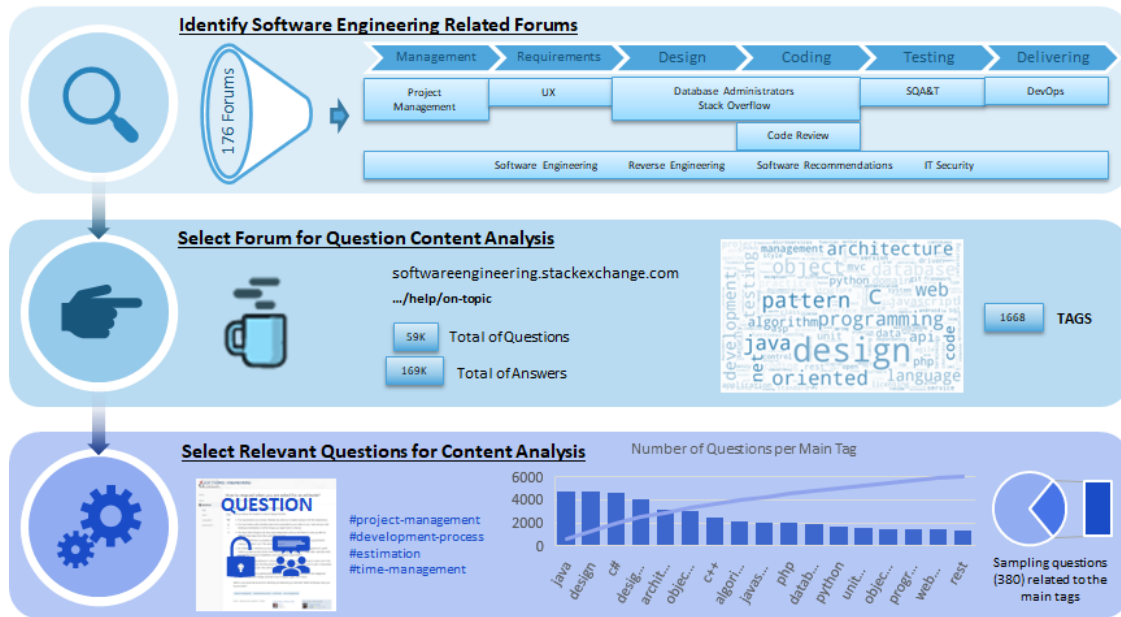 Identify Software Engineering Related Forums
176 Forums
Management Requirements Design Coding Testing Delivering
Project Management
UX
Database Administrators
Stack Overflow
SQA&T
DevOps
Code Review
Software Engineering Reverse Engineering Software Recommendations IT Security
Select Forum for Question Content Analysis
softwareengineering.stackexchange.com
.../help/on-topic
59K Total of Questions
169K Total of Answers
management architecture
object mvc database
python domain
development testing
pattern C web
javascript
algorithm programming
unit data api
java design code
net php
oriented language
1668 TAGS
Select Relevant Questions for Content Analysis
QUESTION
#project-management
#development-process
#estimation
#time-management
Number of Questions per Main Tag
6000
4000
2000
0
java
design
c#
desig...
archit...
objec...
c++
algori...
javas...
php
datab...
python
unit...
objec...
progr...
web...
rest
Sampling questions
(380) related to the
main tags